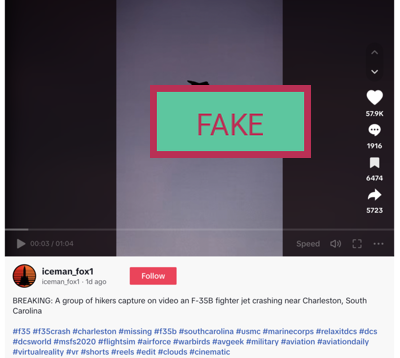 FAKE
57.9K
1916
6474
5723
00:03 / 01:04
Speed
iceman_fox1
iceman_fox1 · 1d ago
Follow
BREAKING: A group of hikers capture on video an F-35B fighter jet crashing near Charleston, South
Carolina
#f35 #f35crash #charleston #missing #f35b #southcarolina #usmc #marinecorps #relaxitdcs #dcs
#dcsworld #msfs2020 #flightsim #airforce #warbirds #avgeek #military #aviation #aviationdaily
#virtualreality #vr #shorts #reels #edit #clouds #cinematic